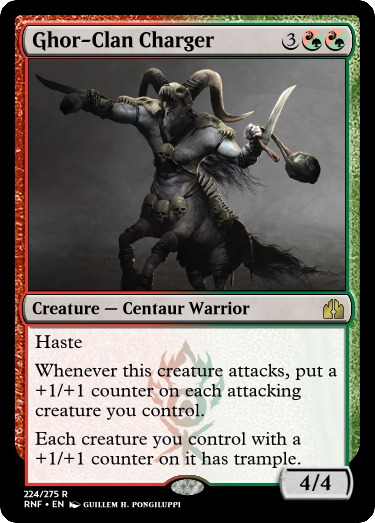 Ghor-Clan Charger 3
Creature — Centaur Warrior
Haste
Whenever this creature attacks, put a
+1/+1 counter on each attacking
creature you control.
Each creature you control with a
+1/+1 counter on it has trample.
4/4
224/275 R
RNF • EN GUILLEM H. PONGILUPPI